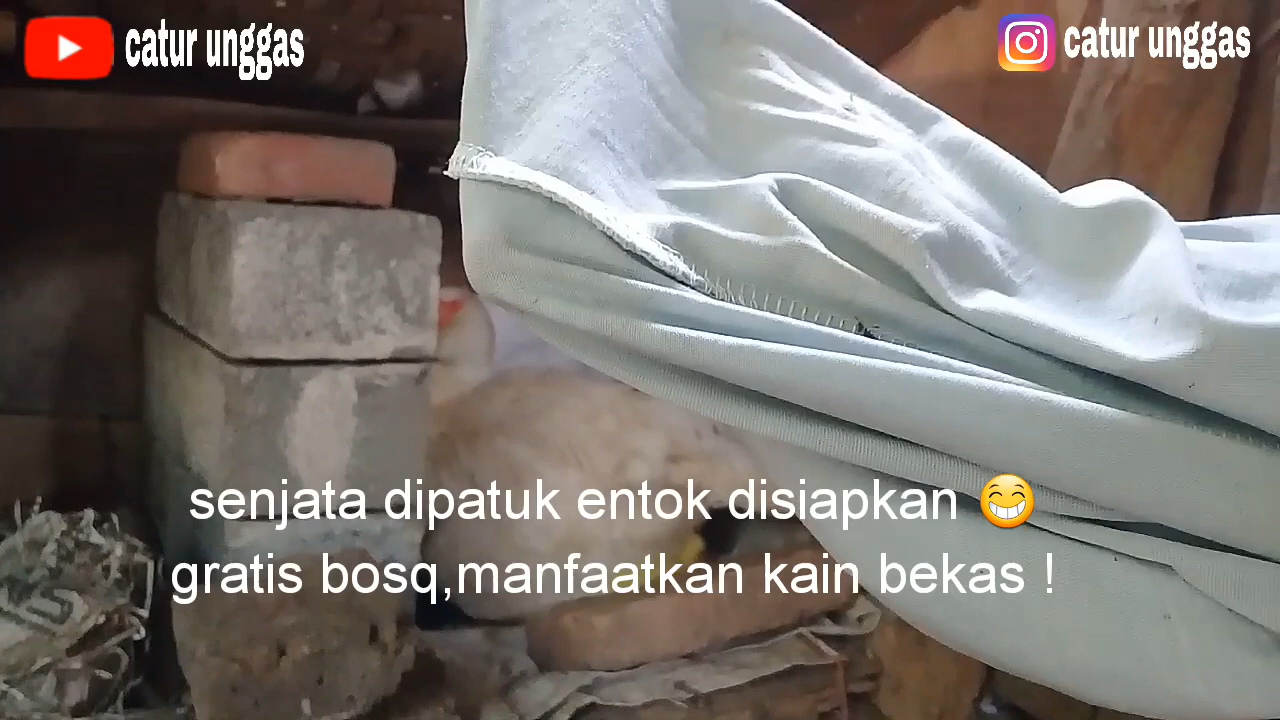 catur unggas
catur unggas
senjata dipatuk entok disiapkan 😁
gratis bosq,manfaatkan kain bekas !